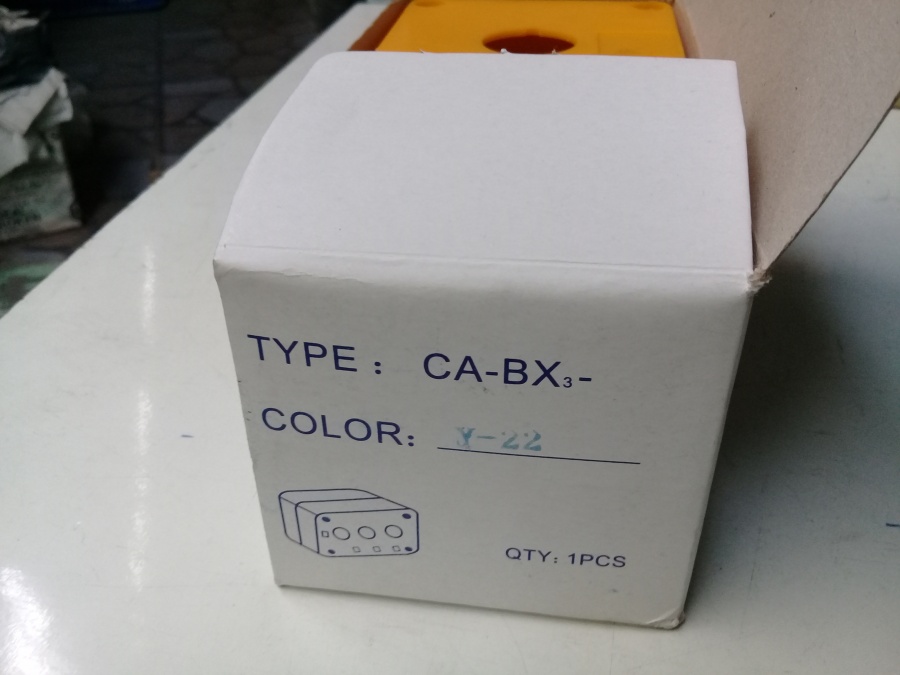 TYPE： CA-BX₃-
COLOR： Y-22
QTY：1PCS